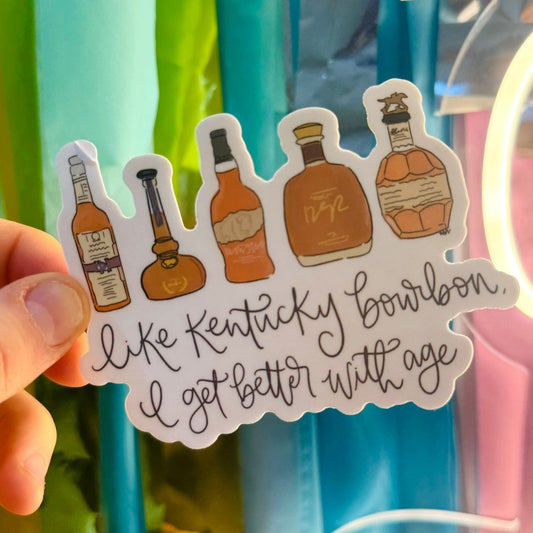 like Kentucky bourbon,
I get better with age